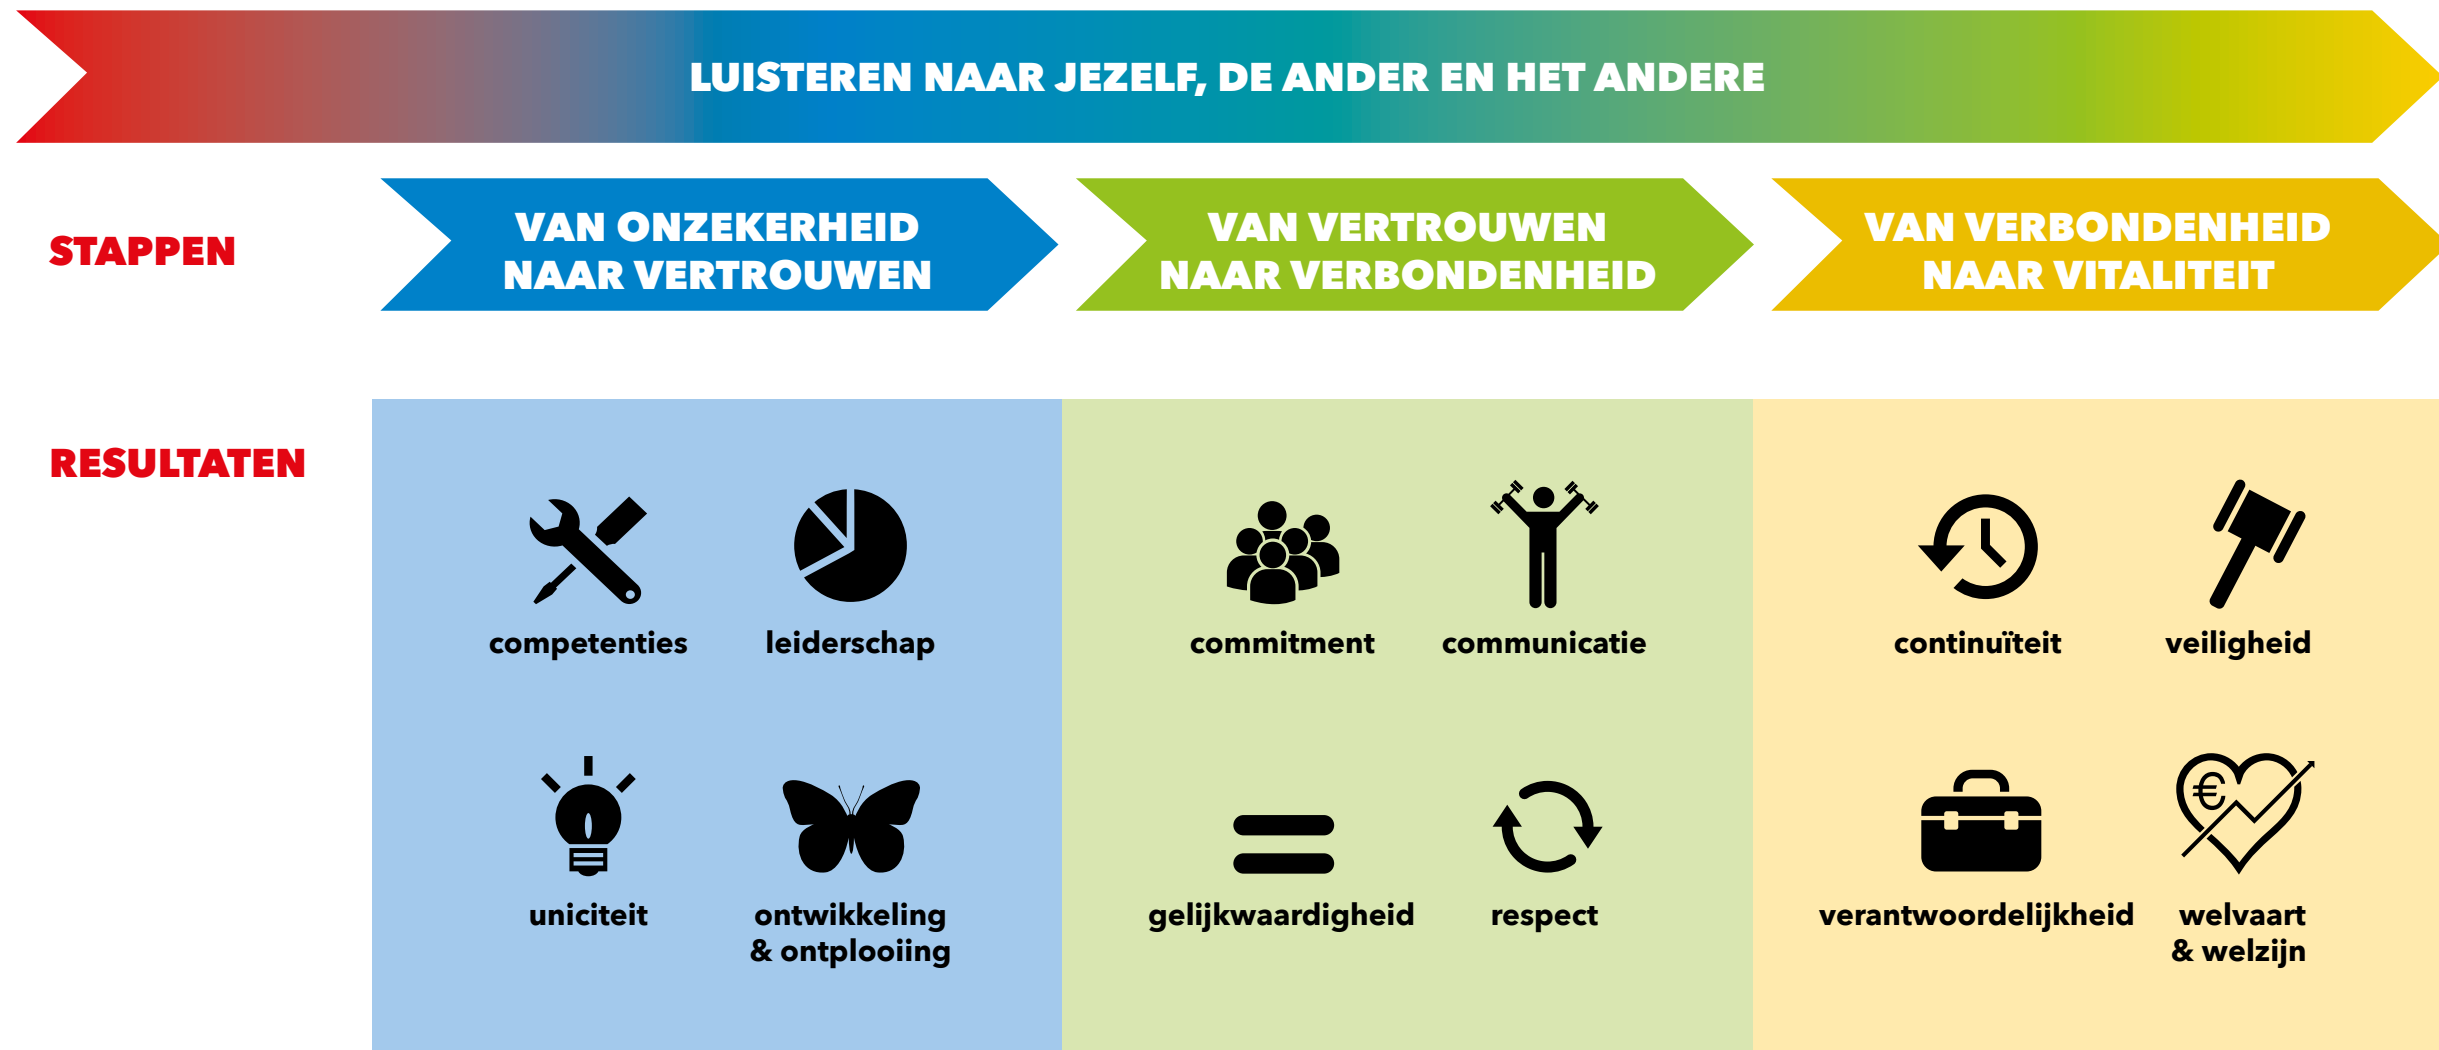 LUISTEREN NAAR JEZELF, DE ANDER EN HET ANDERE
STAPPEN
VAN ONZEKERHEID
NAAR VERTROUWEN
VAN VERTROUWEN
NAAR VERBONDENHEID
VAN VERBONDENHEID
NAAR VITALITEIT
RESULTATEN
competenties
leiderschap
uniciteit
ontwikkeling
& ontplooiing
commitment
communicatie
gelijkwaardigheid
respect
continuïteit
veiligheid
verantwoordelijkheid
€
welvaart
& welzijn